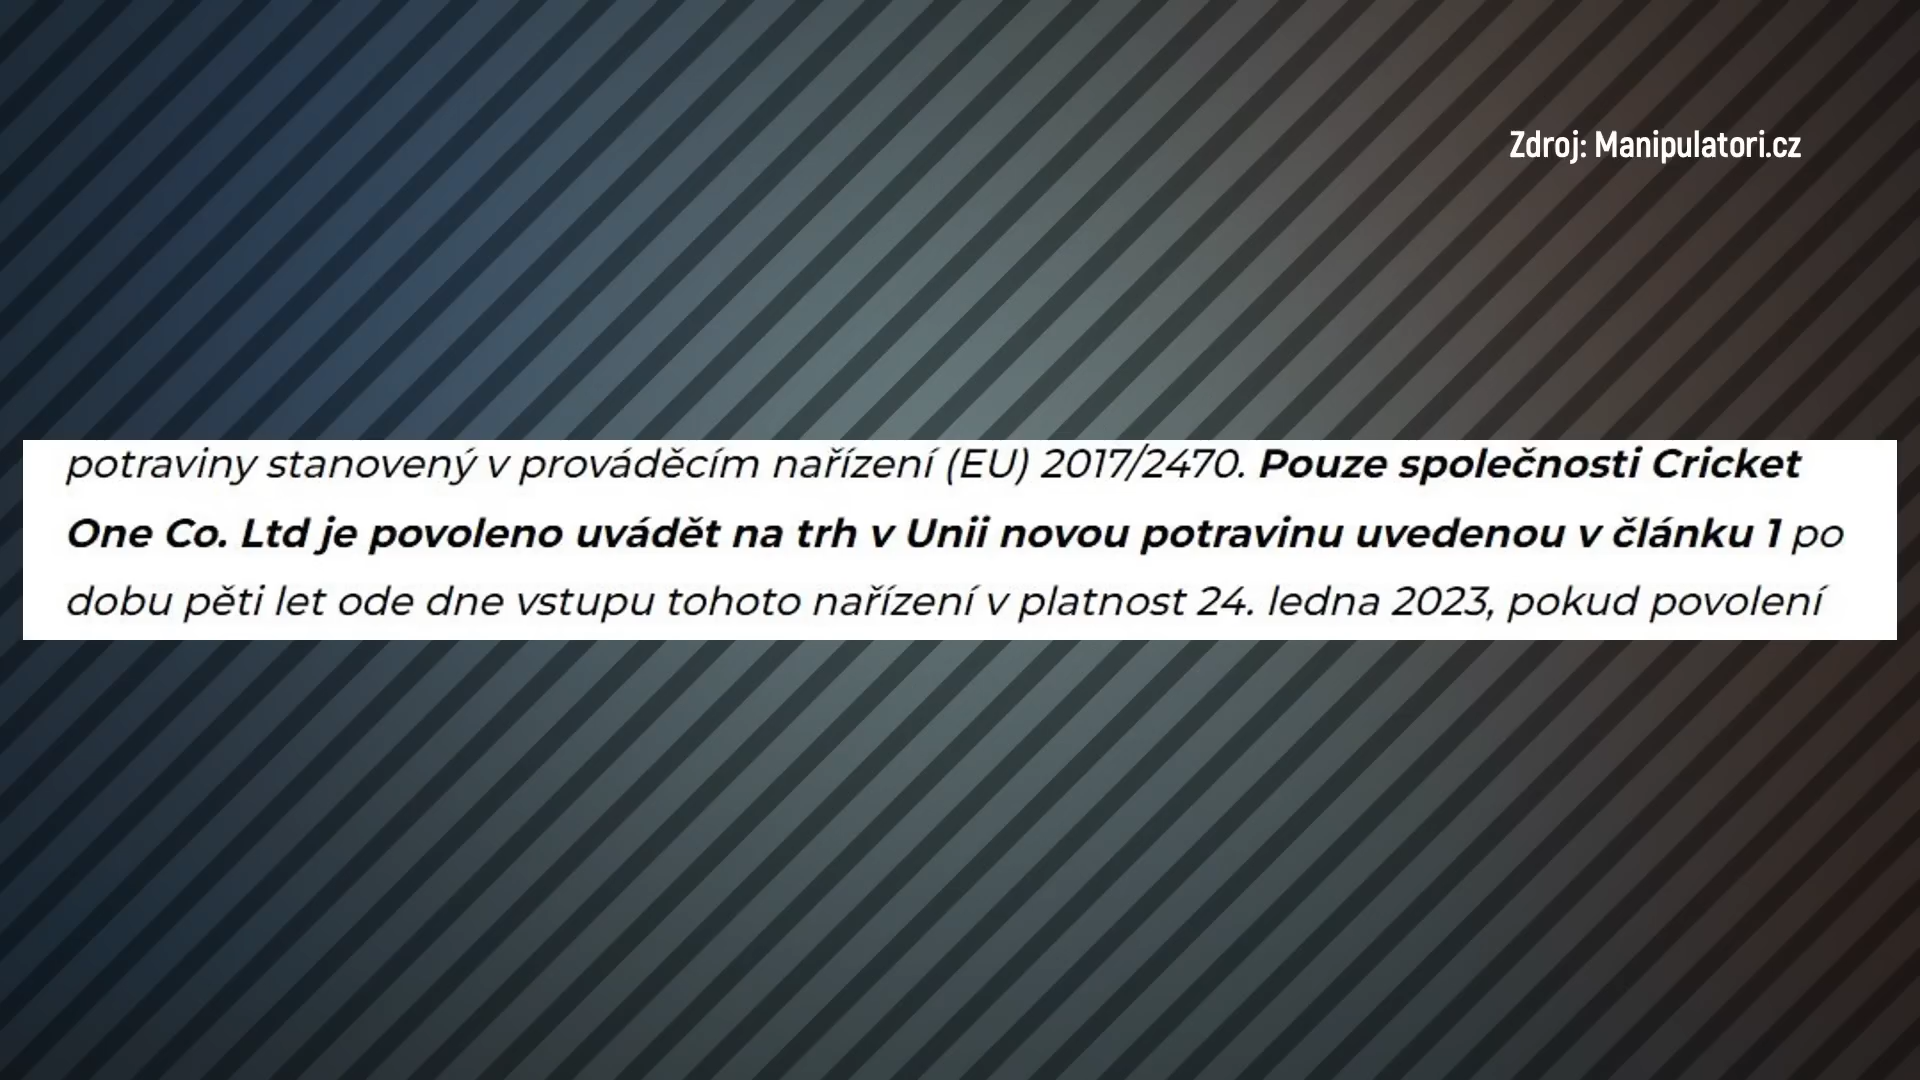 Zdroj: Manipulatori.cz
potraviny stanovený v prováděcím nařízení (EU) 2017/2470. Pouze společnosti Cricket
One Co. Ltd je povoleno uvádět na trh v Unii novou potravinu uvedenou v článku 1 po
dobu pěti let ode dne vstupu tohoto nařízení v platnost 24. ledna 2023, pokud povolení